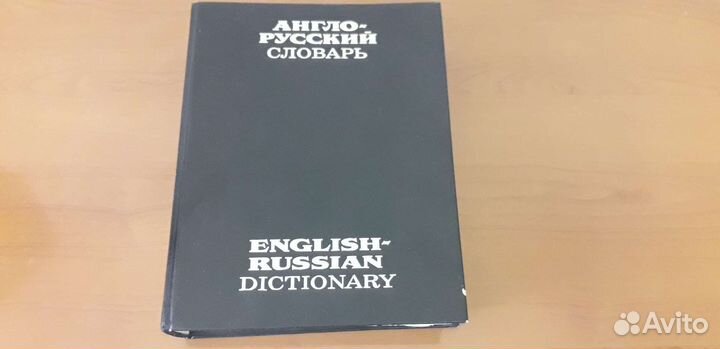 АНГЛО-
РУССКИЙ
СЛОВАРЬ
ENGLISH-
RUSSIAN
DICTIONARY
Avito